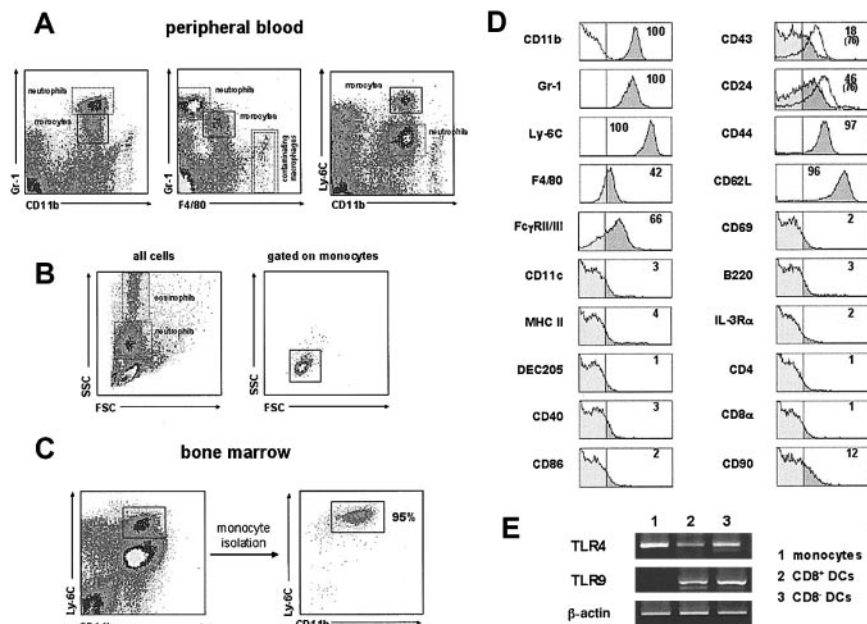 A
peripheral blood
neutrophils
monocytes
Gr-1
CD11b
neutrophils
monocytes
contaminating
macrophages
Gr-1
F4/80
monocytes
neutrophils
Ly-6C
CD11b
B
all cells
gated on monocytes
eosinophils
neutrophils
SSC
FSC
SSC
FSC
C
bone marrow
Ly-6C
monocyte
isolation
95%
Ly-6C
CD11b
D
CD11b 100
Gr-1 100
Ly-6C 100
F4/80 42
FcγRII/III 66
CD11c 3
MHC II 4
DEC205 1
CD40 3
CD86 2
CD43 18
(76)
CD24 46
(76)
CD44 97
CD62L 96
CD69 2
B220 3
IL-3Rα 2
CD4 1
CD8α 1
CD90 12
E
1 2 3
TLR4
TLR9
β-actin
1 monocytes
2 CD8⁺ DCs
3 CD8⁻ DCs